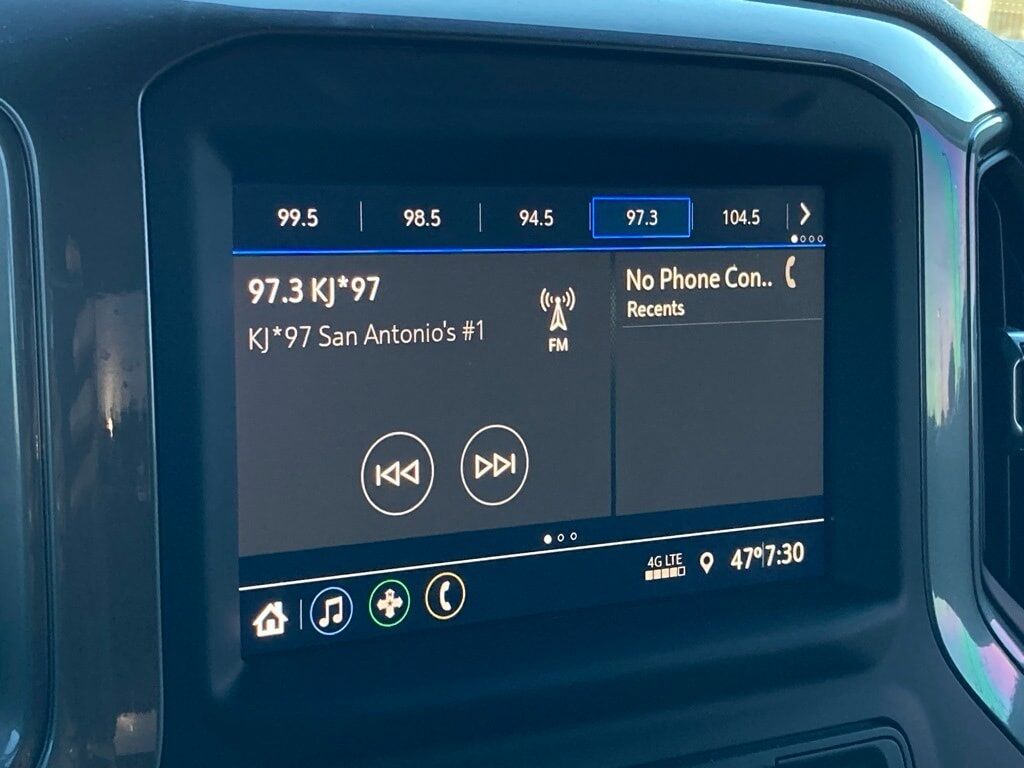 99.5 98.5 94.5 97.3 104.5
97.3 KJ*97
KJ*97 San Antonio's #1
FM
No Phone Con..
Recents
4G LTE
47° 7:30